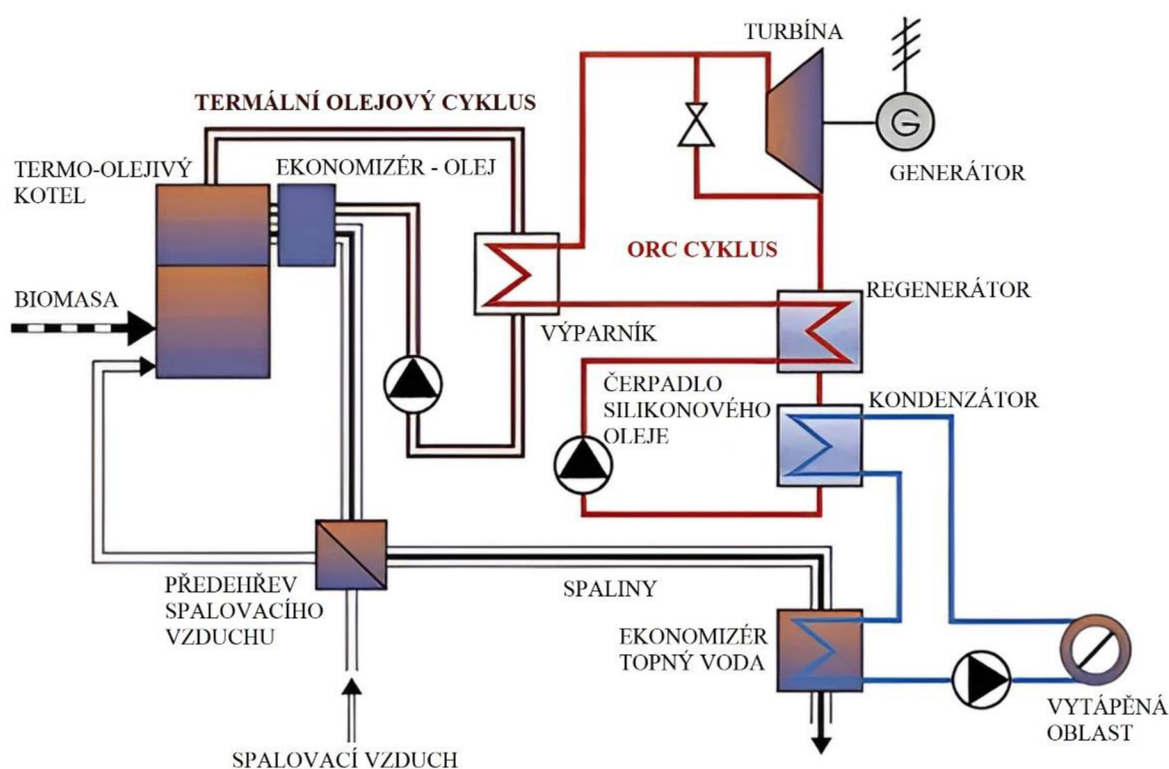 TURBÍNA
TERMÁLNÍ OLEJOVÝ CYKLUS
G
TERMO-OLEJIVÝ
KOTEL
EKONOMIZÉR - OLEJ
GENERÁTOR
ORC CYKLUS
BIOMASA
REGENERÁTOR
VÝPARNÍK
ČERPADLO
SILIKONOVÉHO
OLEJE
KONDENZÁTOR
PŘEDEHŘEV
SPALOVACÍHO
VZDUCHU
SPALINY
EKONOMIZÉR
TOPNÝ VODA
VYTÁPĚNÁ
OBLAST
SPALOVACÍ VZDUCH